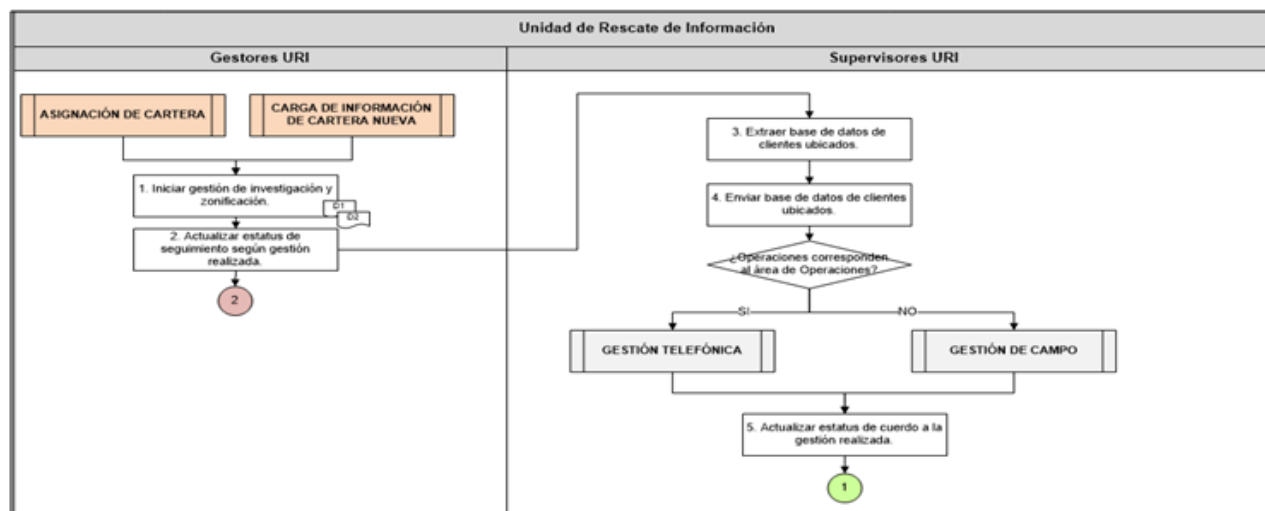 Unidad de Rescate de Información
Gestores URI
Supervisores URI
ASIGNACIÓN DE CARTERA
CARGA DE INFORMACIÓN
DE CARTERA NUEVA
1. Iniciar gestión de investigación y
zonificación.
D1
D2
2. Actualizar estatus de
seguimiento según gestión
realizada.
2
3. Extraer base de datos de
clientes ubicados.
4. Enviar base de datos de clientes
ubicados.
¿Operaciones corresponden
al área de Operaciones?
SI
NO
GESTIÓN TELEFÓNICA
GESTIÓN DE CAMPO
5. Actualizar estatus de cuerdo a la
gestión realizada.
1